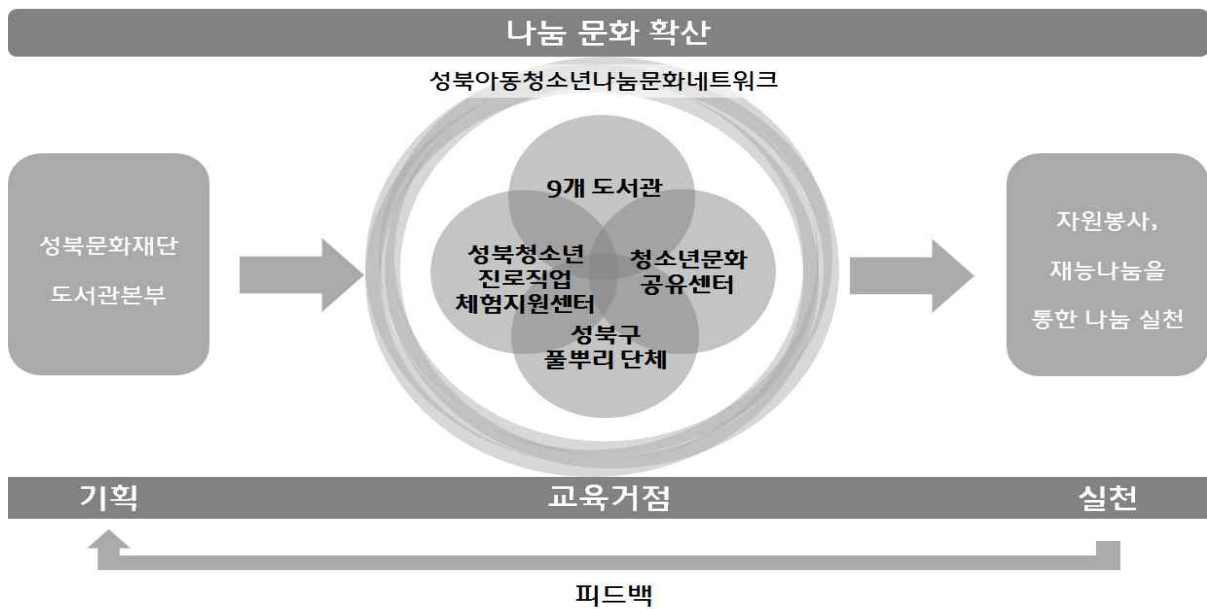 나눔 문화 확산
성북아동청소년나눔문화네트워크
성북문화재단
도서관본부
9개 도서관
성북청소년
진로직업
체험지원센터
청소년문화
공유센터
성북구
풀뿌리 단체
자원봉사,
재능나눔을
통한 나눔 실천
기획
교육거점
실천
피드백